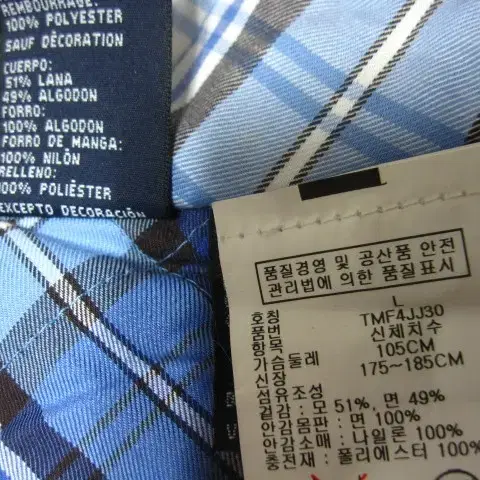 REMBOURRAGE:
100% POLYESTER
SAUF DÉCORATION
CUERPO:
51% LANA
49% ALGODON
FORRO:
100% ALGODON
FORRO DE MANGA:
100% NILÓN
RELLENO:
100% POLIÉSTER
EXCEPTO DECORACIÓN
품질경영 및 공산품 안전
관리법에 의한 품질표시
호칭 L
품번 TMF4JJ30
항목 신체치수
가슴둘레 105CM
신장 175~185CM
섬유조성
겉감: 모 51%, 면 49%
안감몸판: 면 100%
안감소매: 나일론 100%
충전재: 폴리에스터 100%